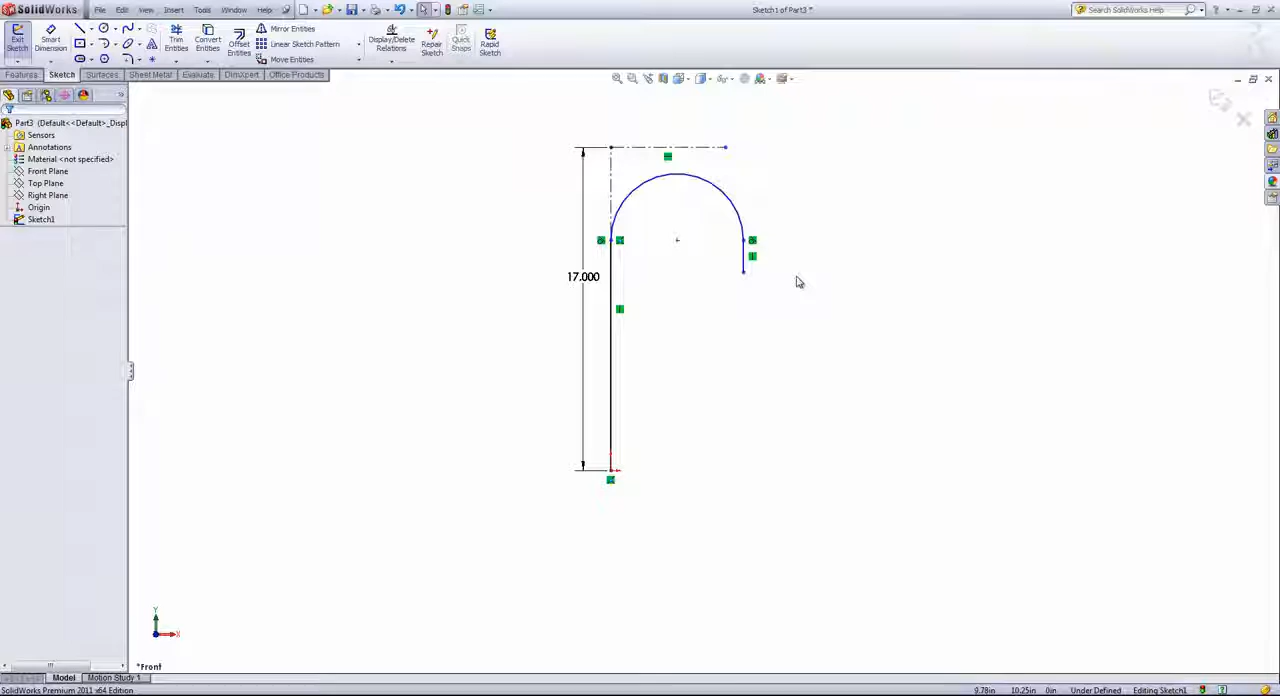 SolidWorks File Edit View Insert Tools Window Help Sketch1 of Part3 * Search SolidWorks Help
Exit Sketch Smart Dimension Trim Entities Convert Entities Offset Entities Mirror Entities Linear Sketch Pattern Move Entities Display/Delete Relations Repair Sketch Quick Snaps Rapid Sketch
Features Sketch Surfaces Sheet Metal Evaluate DimXpert Office Products
Part3 (Default<<Default>_Displ
Sensors
Annotations
Material <not specified>
Front Plane
Top Plane
Right Plane
Origin
Sketch1
17.000
Y
X
*Front
Model Motion Study 1
SolidWorks Premium 2011 x64 Edition 9.78in 10.25in 0in Under Defined Editing Sketch1